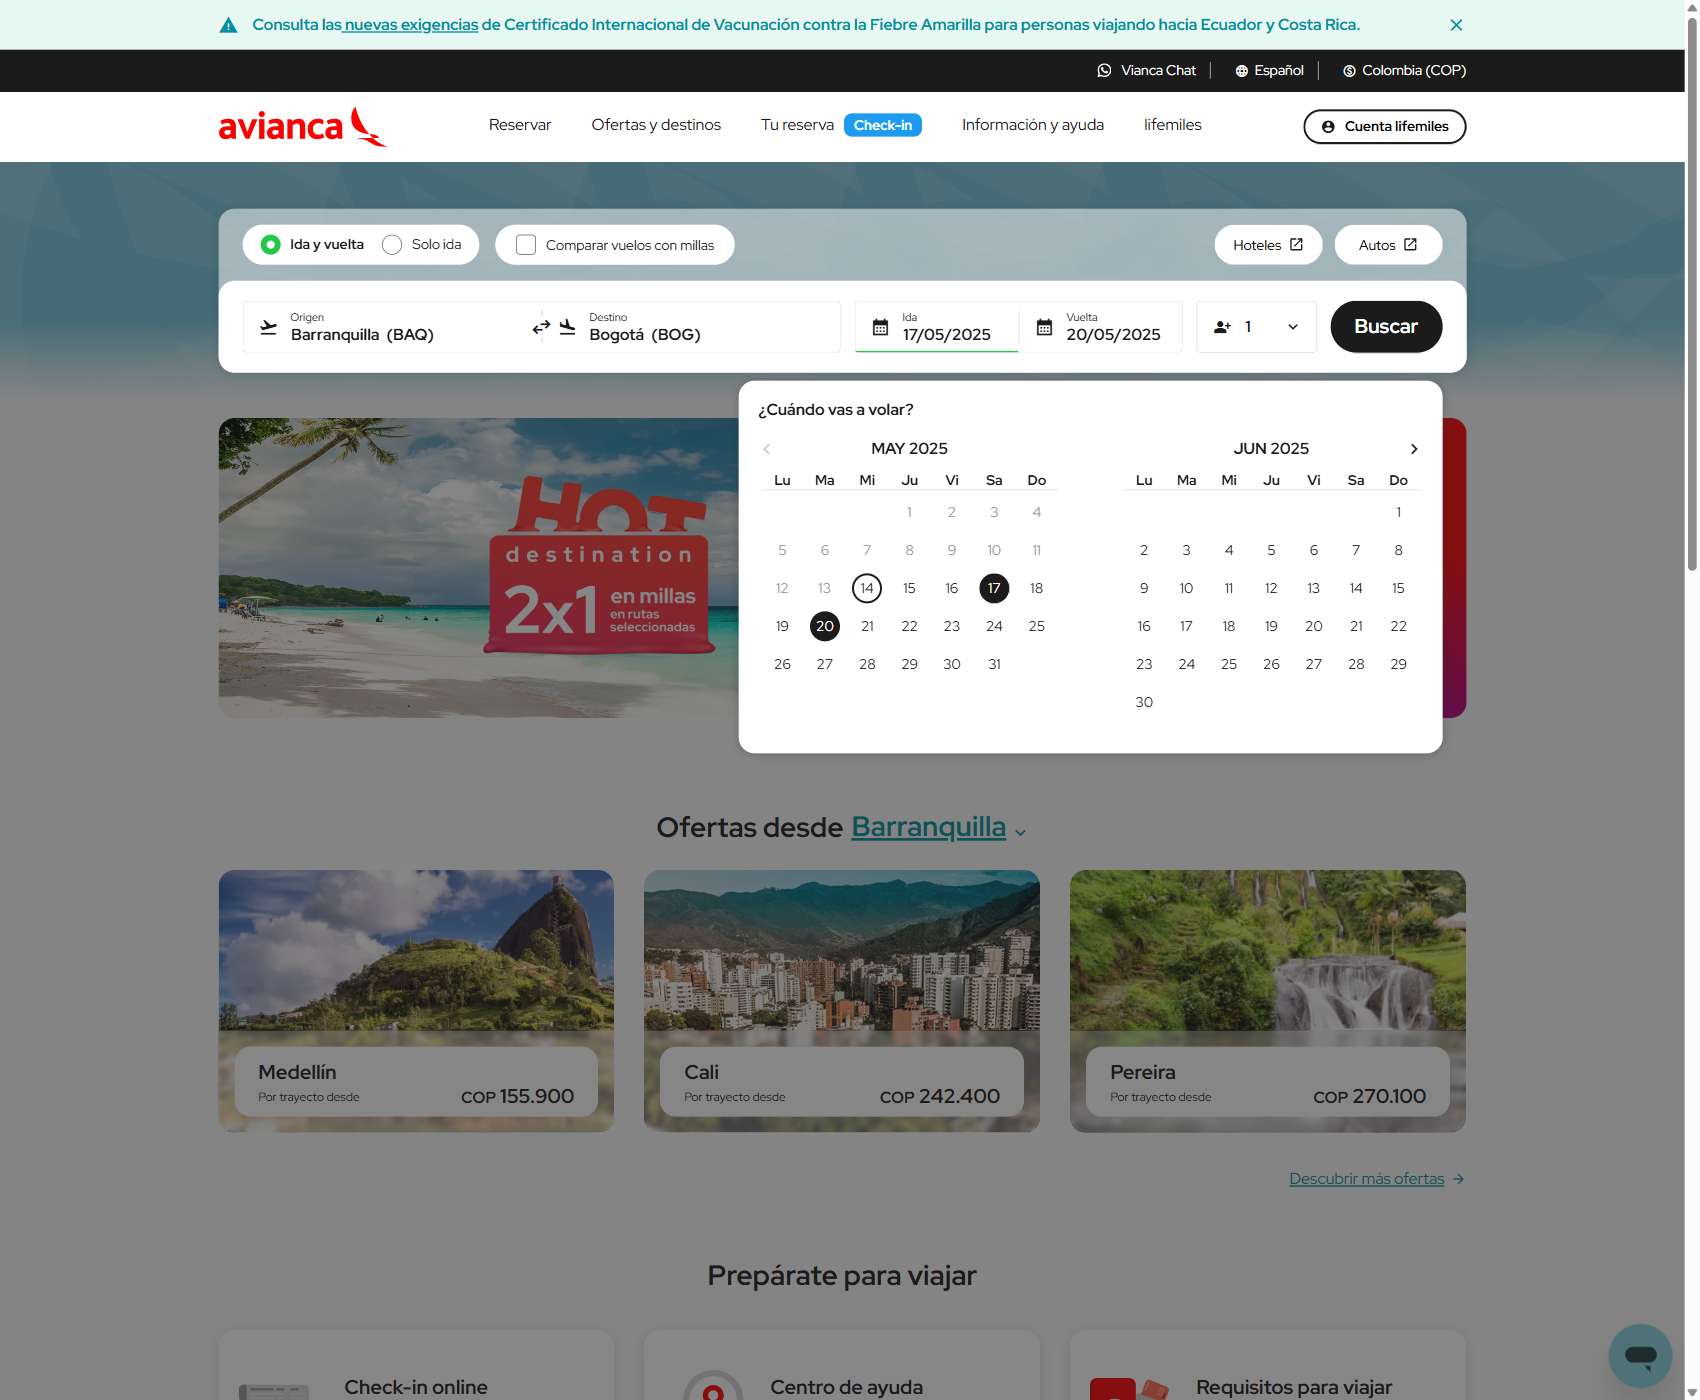 Consulta las nuevas exigencias de Certificado Internacional de Vacunación contra la Fiebre Amarilla para personas viajando hacia Ecuador y Costa Rica.
Vianca Chat
Español
Colombia (COP)
avianca
Reservar
Ofertas y destinos
Tu reserva
Check-in
Información y ayuda
lifemiles
Cuenta lifemiles
Ida y vuelta
Solo ida
Comparar vuelos con millas
Hoteles
Autos
Origen
Barranquilla (BAQ)
Destino
Bogotá (BOG)
Ida
17/05/2025
Vuelta
20/05/2025
1
Buscar
¿Cuándo vas a volar?
MAY 2025
Lu Ma Mi Ju Vi Sa Do
1 2 3 4
5 6 7 8 9 10 11
12 13 14 15 16 17 18
19 20 21 22 23 24 25
26 27 28 29 30 31
JUN 2025
Lu Ma Mi Ju Vi Sa Do
1
2 3 4 5 6 7 8
9 10 11 12 13 14 15
16 17 18 19 20 21 22
23 24 25 26 27 28 29
30
HOT
destination
2x1 en millas
en rutas
seleccionadas
Ofertas desde Barranquilla
Medellín
Por trayecto desde
COP 155.900
Cali
Por trayecto desde
COP 242.400
Pereira
Por trayecto desde
COP 270.100
Descubrir más ofertas
Prepárate para viajar
Check-in online
Centro de ayuda
Requisitos para viajar